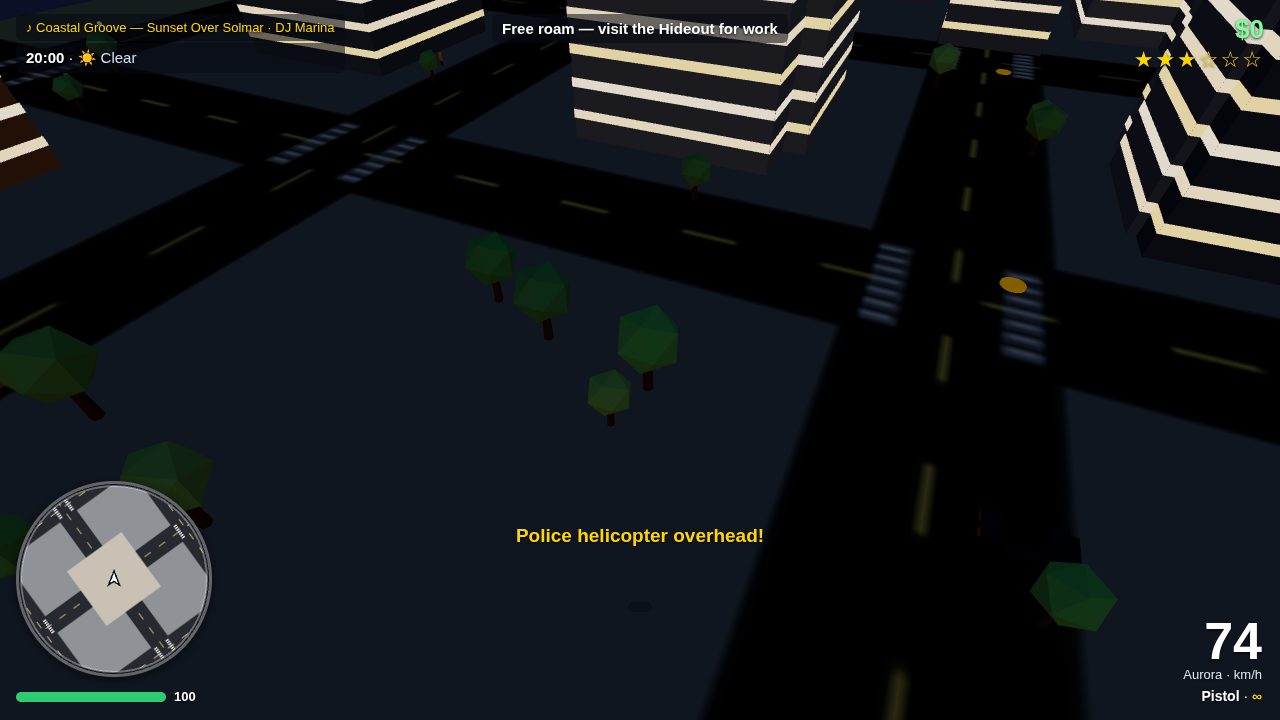 ♪ Coastal Groove — Sunset Over Solmar · DJ Marina
20:00 · ☀️ Clear
Free roam — visit the Hideout for work
$0
★★★☆☆☆
Police helicopter overhead!
100
74
Aurora · km/h
Pistol · ∞